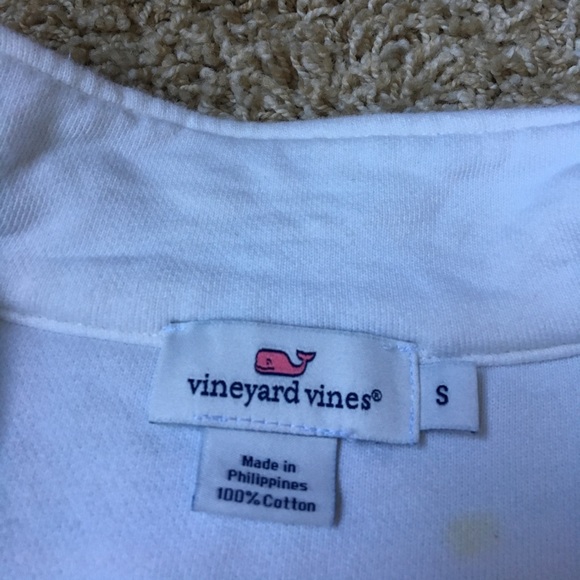 vineyard vines®
S
Made in
Philippines
100% Cotton